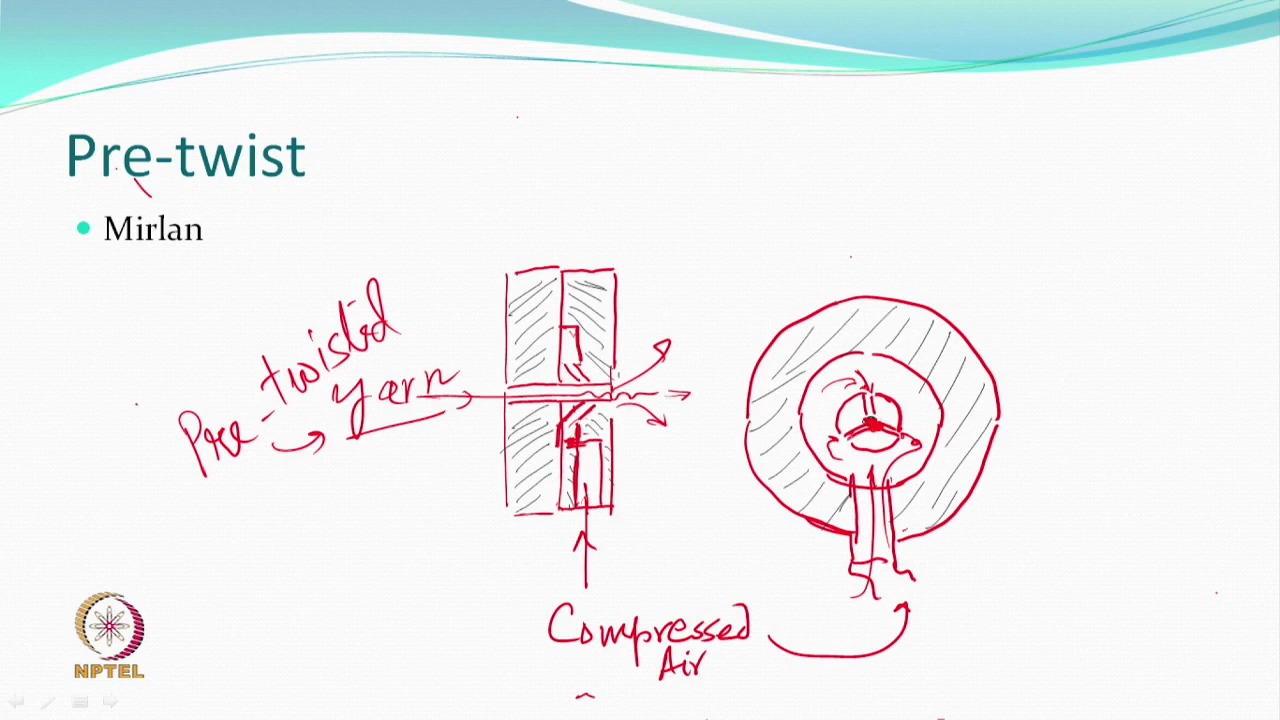 Pre-twist
Mirlan
Pre-twisted
yarn
Compressed
Air
NPTEL